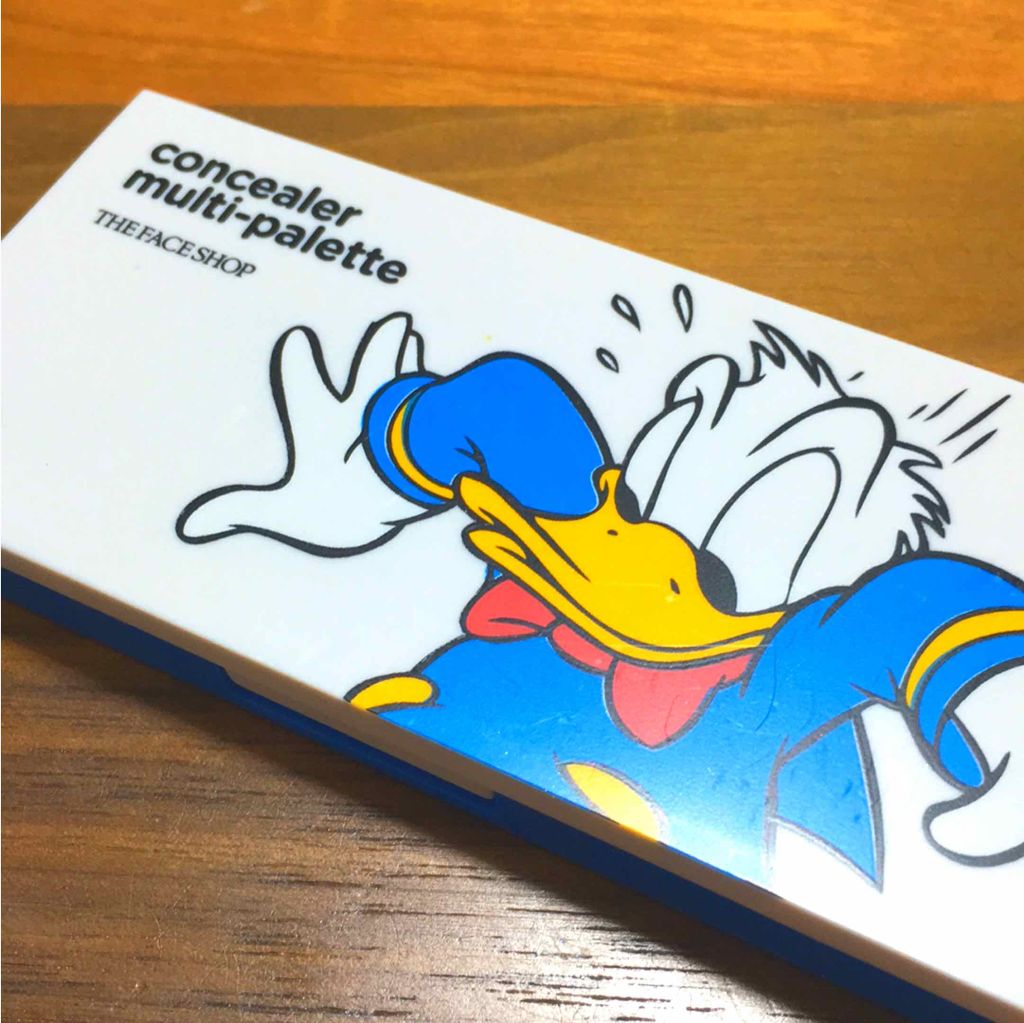 concealer
multi-palette
THE FACE SHOP